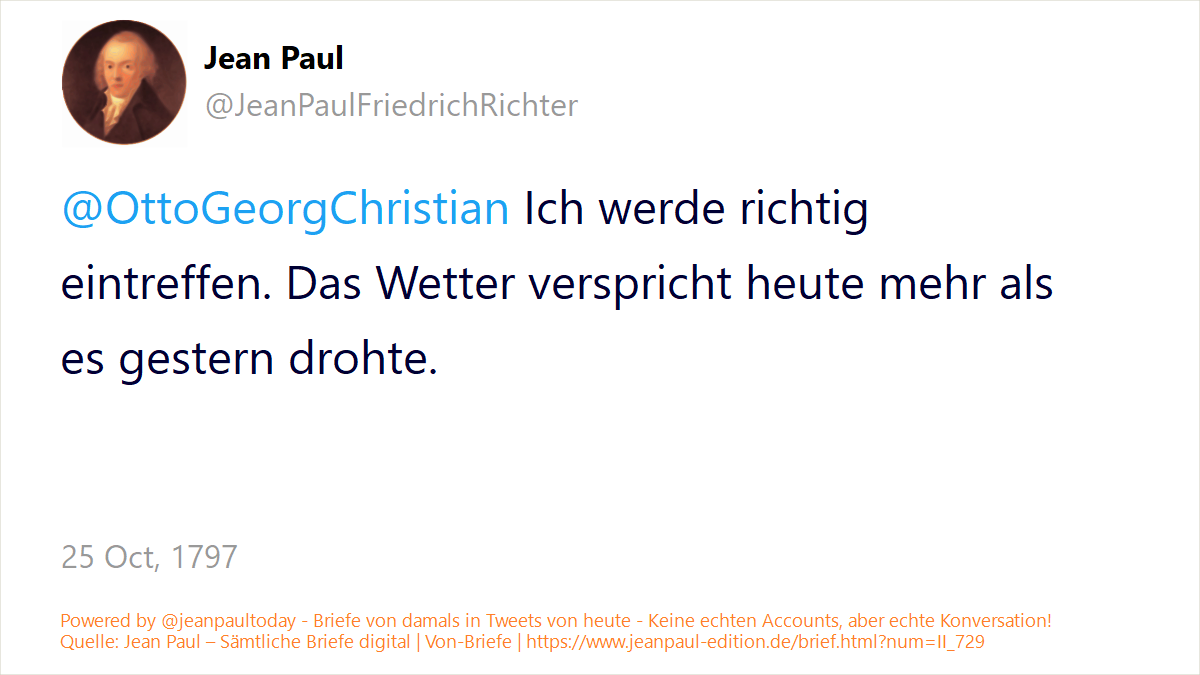 Jean Paul
@JeanPaulFriedrichRichter
@OttoGeorgChristian Ich werde richtig
eintreffen. Das Wetter verspricht heute mehr als
es gestern drohte.
25 Oct, 1797
Powered by @jeanpaultoday - Briefe von damals in Tweets von heute - Keine echten Accounts, aber echte Konversation!
Quelle: Jean Paul – Sämtliche Briefe digital | Von-Briefe | https://www.jeanpaul-edition.de/brief.html?num=II_729